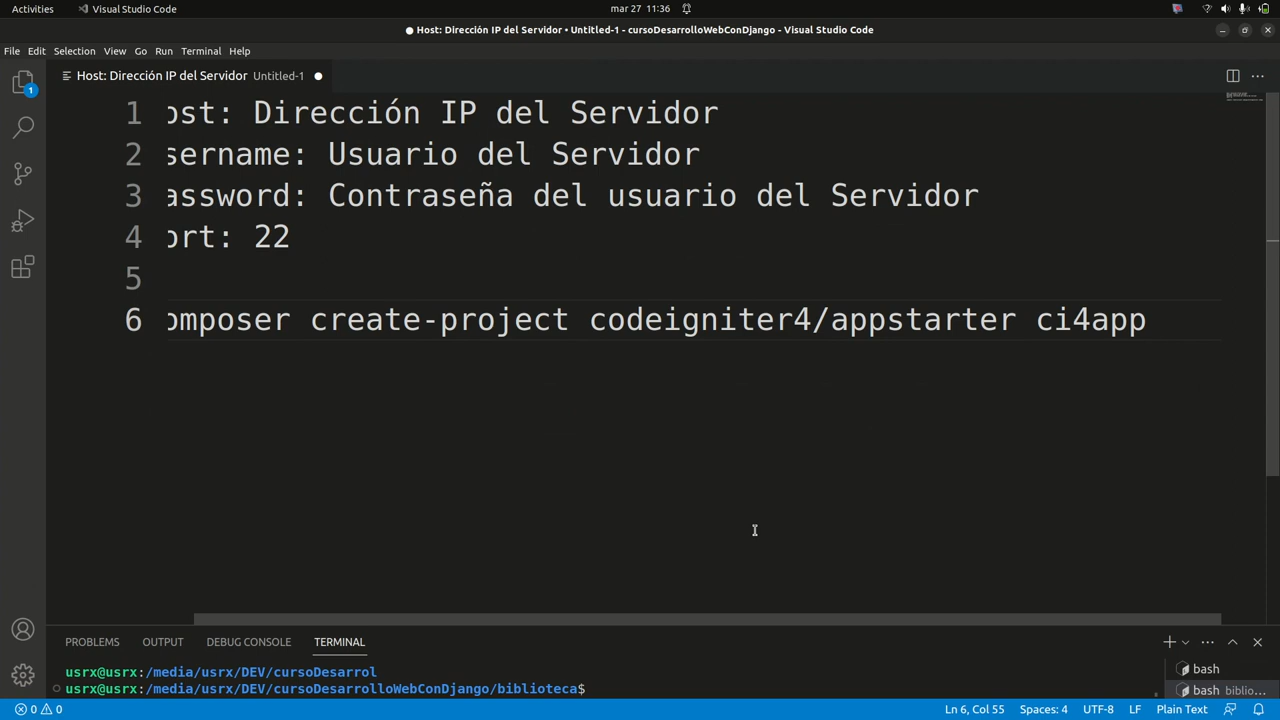 Activities
Visual Studio Code
mar 27 11:36
● Host: Dirección IP del Servidor • Untitled-1 - cursoDesarrolloWebConDjango - Visual Studio Code
File Edit Selection View Go Run Terminal Help
1
Host: Dirección IP del Servidor Untitled-1
1 ost: Dirección IP del Servidor
2 sername: Usuario del Servidor
3 assword: Contraseña del usuario del Servidor
4 ort: 22
5
6 omposer create-project codeigniter4/appstarter ci4app
PROBLEMS OUTPUT DEBUG CONSOLE TERMINAL
usrx@usrx:/media/usrx/DEV/cursoDesarrol
usrx@usrx:/media/usrx/DEV/cursoDesarrolloWebConDjango/biblioteca$
bash
bash biblio...
0 0
Ln 6, Col 55 Spaces: 4 UTF-8 LF Plain Text